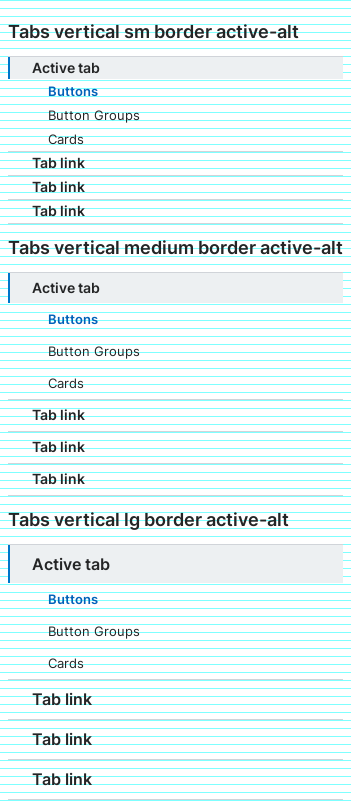 Tabs vertical sm border active-alt
Active tab
Buttons
Button Groups
Cards
Tab link
Tab link
Tab link
Tabs vertical medium border active-alt
Active tab
Buttons
Button Groups
Cards
Tab link
Tab link
Tab link
Tabs vertical lg border active-alt
Active tab
Buttons
Button Groups
Cards
Tab link
Tab link
Tab link